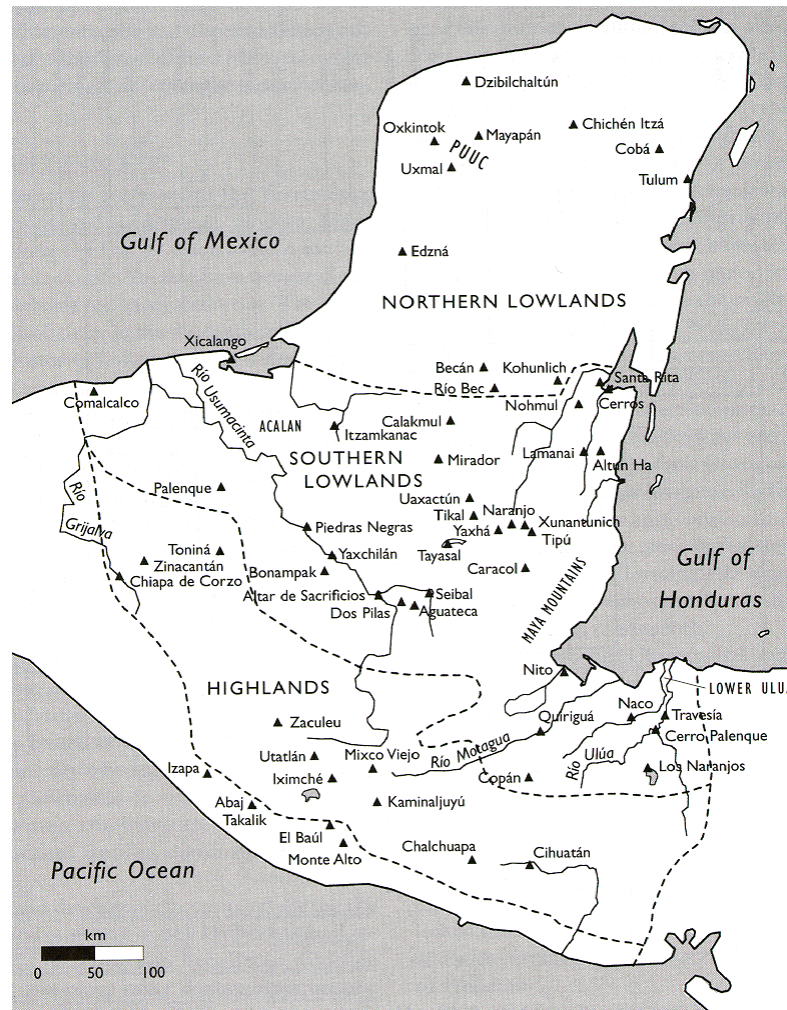 Dzibilchaltún
Oxkintok
Mayapán
Chichén Itzá
PUUC
Cobá
Uxmal
Tulum
Gulf of Mexico
Edzná
NORTHERN LOWLANDS
Xicalango
Becán
Kohunlich
Santa Rita
Río Bec
Comalcalco
Río Usumacinta
Nohmul
Cerros
ACALAN
Calakmul
Itzamkanac
SOUTHERN
LOWLANDS
Mirador
Lamanai
Altun Ha
Río
Grijalva
Palenque
Uaxactún
Tikal
Naranjo
Xunantunich
Piedras Negras
Yaxhá
Tipú
Toniná
Yaxchilán
Tayasal
Zinacantán
Bonampak
Caracol
Gulf of
Honduras
Chiapa de Corzo
Altar de Sacrificios
Seibal
Dos Pilas
Aguateca
MAYA MOUNTAINS
Nito
HIGHLANDS
LOWER ULU
Naco
Travesía
Zaculeu
Quiriguá
Cerro Palenque
Utatlán
Mixco Viejo
Río Motagua
Río Ulúa
Los Naranjos
Izapa
Iximché
Copán
Abaj
Takalik
Kaminaljuyú
El Baúl
Monte Alto
Chalchuapa
Cihuatán
Pacific Ocean
km
0 50 100